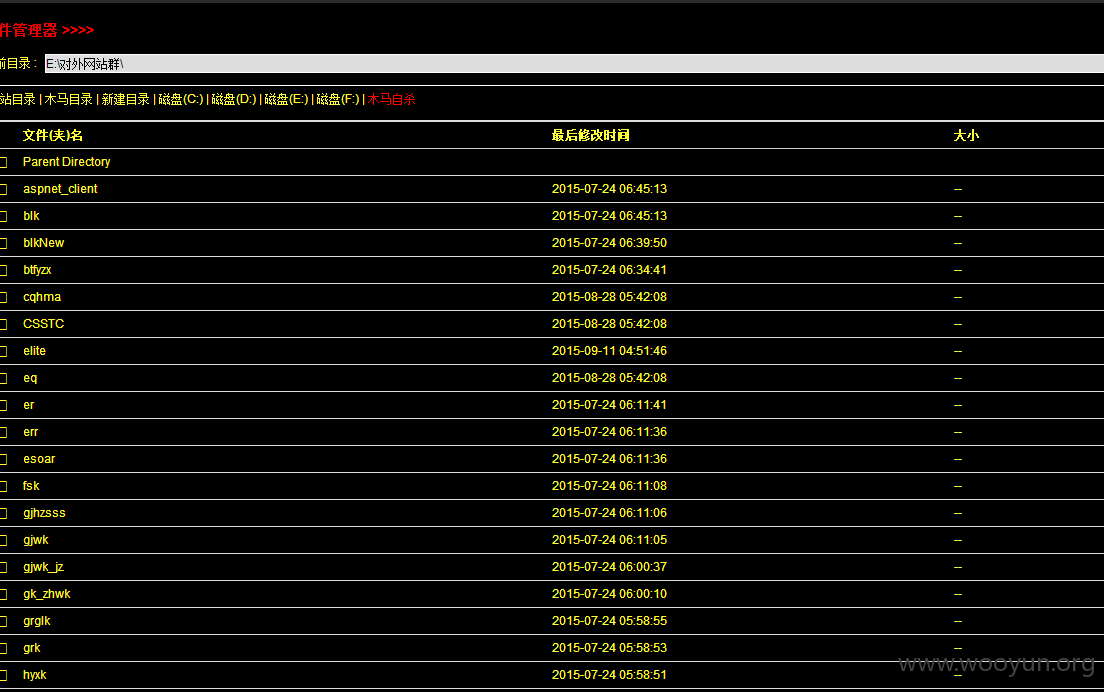 件管理器 >>>>
前目录 : E:\对外网站群\
站目录 | 木马目录 | 新建目录 | 磁盘(C:) | 磁盘(D:) | 磁盘(E:) | 磁盘(F:) | 木马自杀
文件(夹)名 最后修改时间 大小
Parent Directory
aspnet_client 2015-07-24 06:45:13 --
blk 2015-07-24 06:45:13 --
blkNew 2015-07-24 06:39:50 --
btfyzx 2015-07-24 06:34:41 --
cqhma 2015-08-28 05:42:08 --
CSSTC 2015-08-28 05:42:08 --
elite 2015-09-11 04:51:46 --
eq 2015-08-28 05:42:08 --
er 2015-07-24 06:11:41 --
err 2015-07-24 06:11:36 --
esoar 2015-07-24 06:11:36 --
fsk 2015-07-24 06:11:08 --
gjhzsss 2015-07-24 06:11:06 --
gjwk 2015-07-24 06:11:05 --
gjwk_jz 2015-07-24 06:00:37 --
gk_zhwk 2015-07-24 06:00:10 --
grglk 2015-07-24 05:58:55 --
grk 2015-07-24 05:58:53 --
www.wooyun.org
hyxk 2015-07-24 05:58:51 --